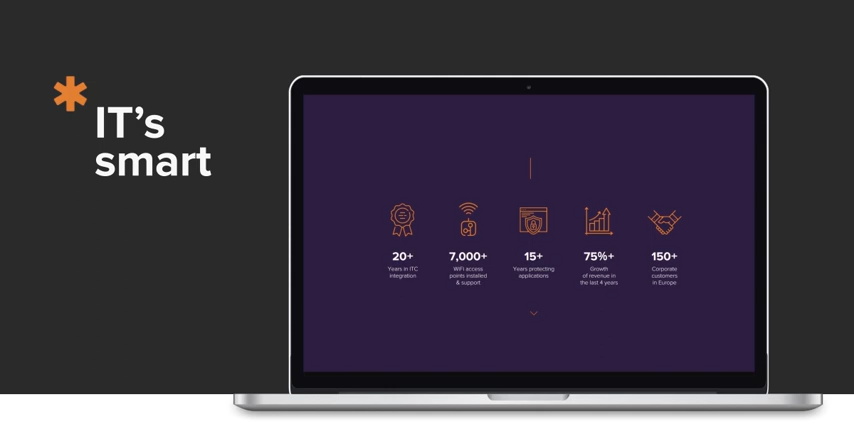 IT's
smart
20+
Years in ITC
integration
7,000+
WiFi access
points installed
& support
15+
Years protecting
applications
75%+
Growth
of revenue in
the last 4 years
150+
Corporate
customers
in Europe